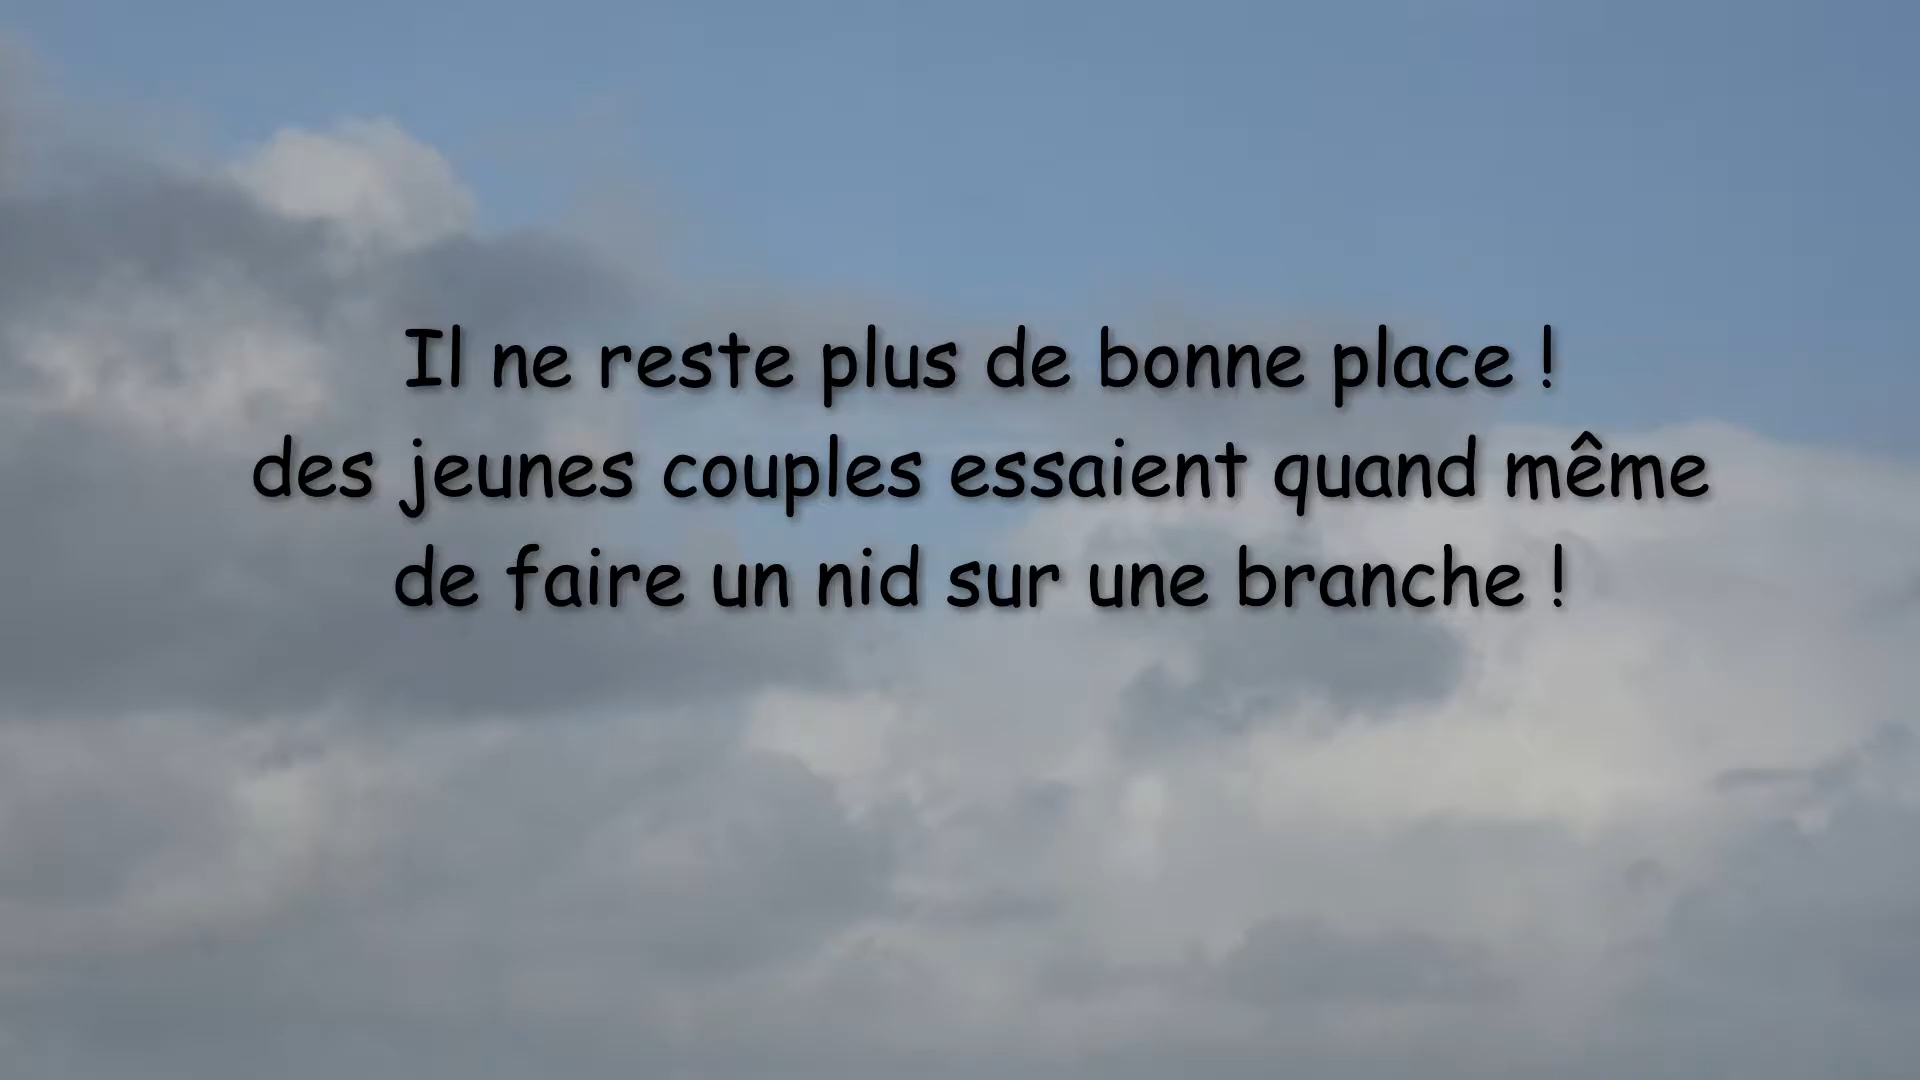 Il ne reste plus de bonne place !
des jeunes couples essaient quand même
de faire un nid sur une branche !